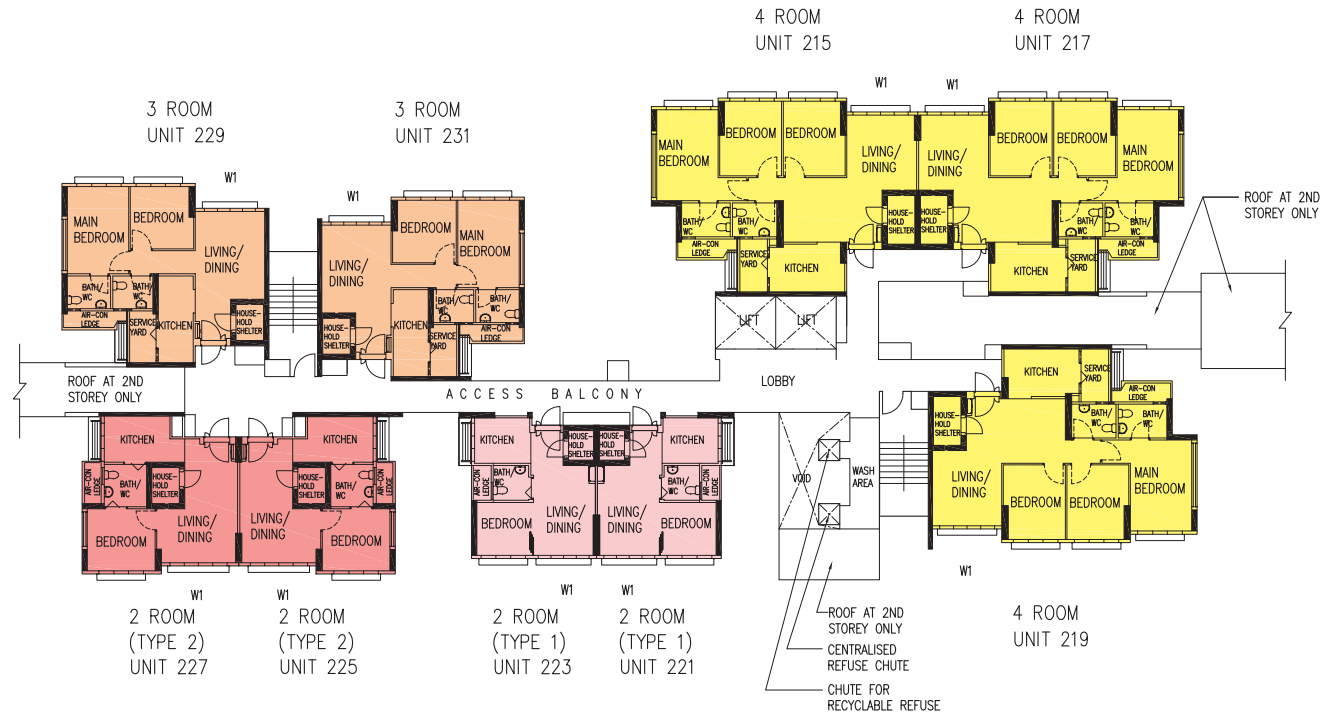 4 ROOM
UNIT 215
4 ROOM
UNIT 217
3 ROOM
UNIT 229
3 ROOM
UNIT 231
W1
W1
W1
W1
MAIN
BEDROOM
BEDROOM
BEDROOM
LIVING/
DINING
LIVING/
DINING
BEDROOM
BEDROOM
MAIN
BEDROOM
BATH/
WC
BATH/
WC
HOUSE-
HOLD
SHELTER
HOUSE-
HOLD
SHELTER
BATH/
WC
BATH/
WC
AIR-CON
LEDGE
SERVICE
YARD
KITCHEN
KITCHEN
SERVICE
YARD
AIR-CON
LEDGE
ROOF AT 2ND
STOREY ONLY
MAIN
BEDROOM
BEDROOM
LIVING/
DINING
BATH/
WC
BATH/
WC
AIR-CON
LEDGE
SERVICE
YARD
KITCHEN
HOUSE-
HOLD
SHELTER
LIVING/
DINING
BEDROOM
MAIN
BEDROOM
HOUSE-
HOLD
SHELTER
KITCHEN
BATH/
WC
BATH/
WC
SERVICE
YARD
AIR-CON
LEDGE
LIFT
LIFT
ROOF AT 2ND
STOREY ONLY
ACCESS BALCONY
LOBBY
KITCHEN
KITCHEN
AIR-CON
LEDGE
BATH/
WC
HOUSE-
HOLD
SHELTER
HOUSE-
HOLD
SHELTER
BATH/
WC
AIR-CON
LEDGE
BEDROOM
LIVING/
DINING
LIVING/
DINING
BEDROOM
KITCHEN
HOUSE-
HOLD
SHELTER
HOUSE-
HOLD
SHELTER
KITCHEN
AIR-CON
LEDGE
BATH/
WC
BATH/
WC
AIR-CON
LEDGE
BEDROOM
LIVING/
DINING
LIVING/
DINING
BEDROOM
VOID
WASH
AREA
KITCHEN
SERVICE
YARD
AIR-CON
LEDGE
HOUSE-
HOLD
SHELTER
BATH/
WC
BATH/
WC
LIVING/
DINING
BEDROOM
BEDROOM
MAIN
BEDROOM
W1
W1
W1
W1
W1
2 ROOM
(TYPE 2)
UNIT 227
2 ROOM
(TYPE 2)
UNIT 225
2 ROOM
(TYPE 1)
UNIT 223
2 ROOM
(TYPE 1)
UNIT 221
4 ROOM
UNIT 219
ROOF AT 2ND
STOREY ONLY
CENTRALISED
REFUSE CHUTE
CHUTE FOR
RECYCLABLE REFUSE